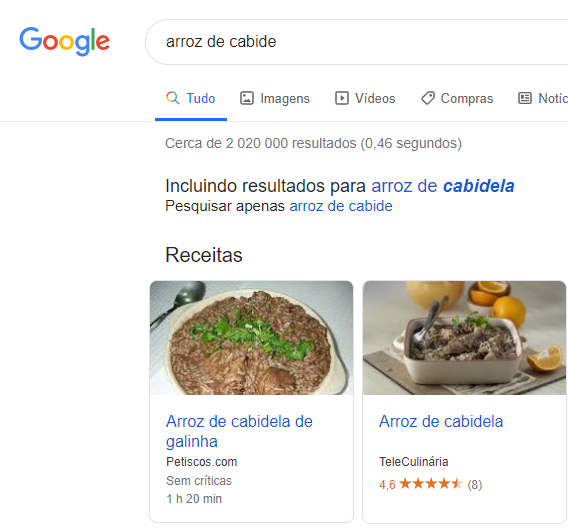 Google
arroz de cabide
Tudo Imagens Vídeos Compras Notíc
Cerca de 2 020 000 resultados (0,46 segundos)
Incluindo resultados para arroz de cabidela
Pesquisar apenas arroz de cabide
Receitas
Arroz de cabidela de
galinha
Petiscos.com
Sem críticas
1 h 20 min
Arroz de cabidela
TeleCulinária
4,6 ★★★★★ (8)